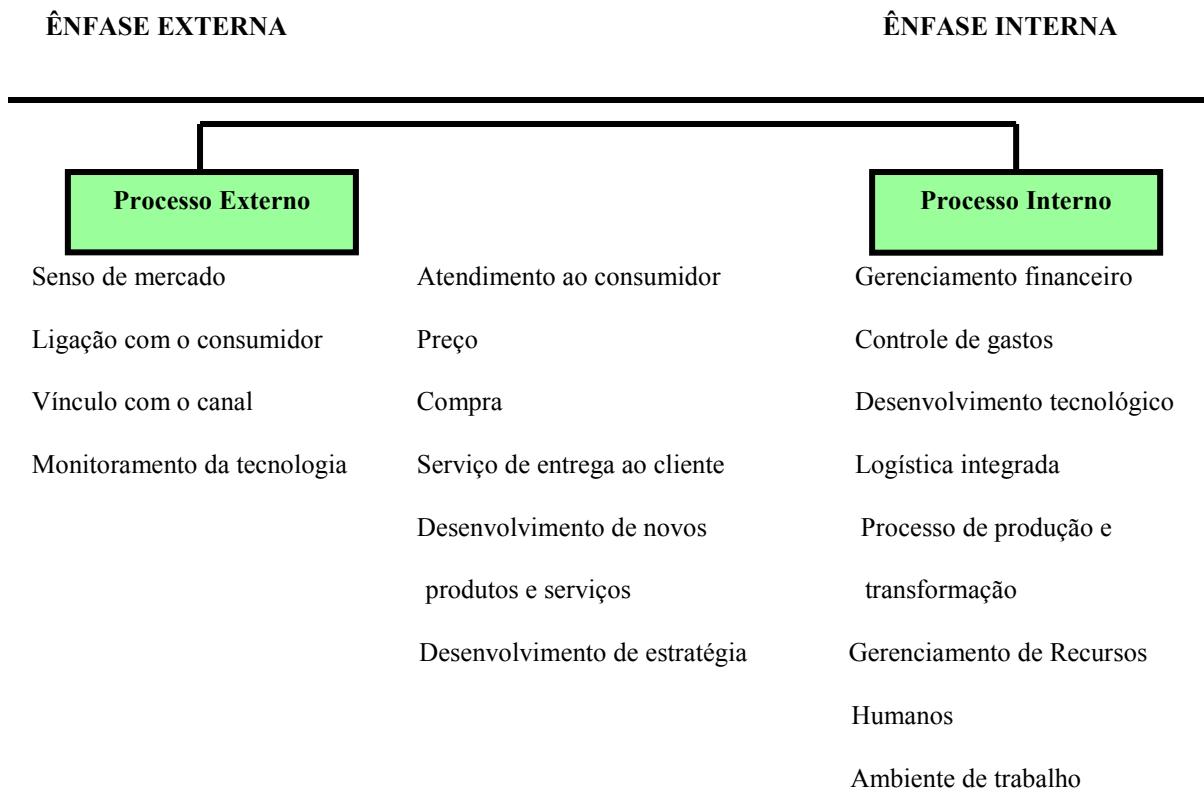 ÊNFASE EXTERNA
ÊNFASE INTERNA
Processo Externo
Processo Interno
Senso de mercado
Ligação com o consumidor
Vínculo com o canal
Monitoramento da tecnologia
Atendimento ao consumidor
Preço
Compra
Serviço de entrega ao cliente
Desenvolvimento de novos
produtos e serviços
Desenvolvimento de estratégia
Gerenciamento financeiro
Controle de gastos
Desenvolvimento tecnológico
Logística integrada
Processo de produção e
transformação
Gerenciamento de Recursos
Humanos
Ambiente de trabalho